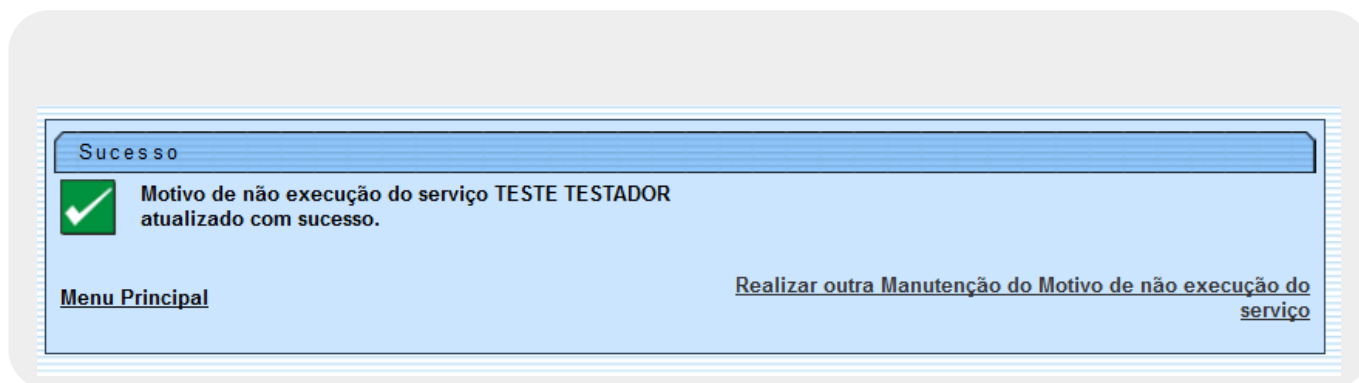 Sucesso
Motivo de não execução do serviço TESTE TESTADOR
atualizado com sucesso.
Menu Principal
Realizar outra Manutenção do Motivo de não execução do
serviço